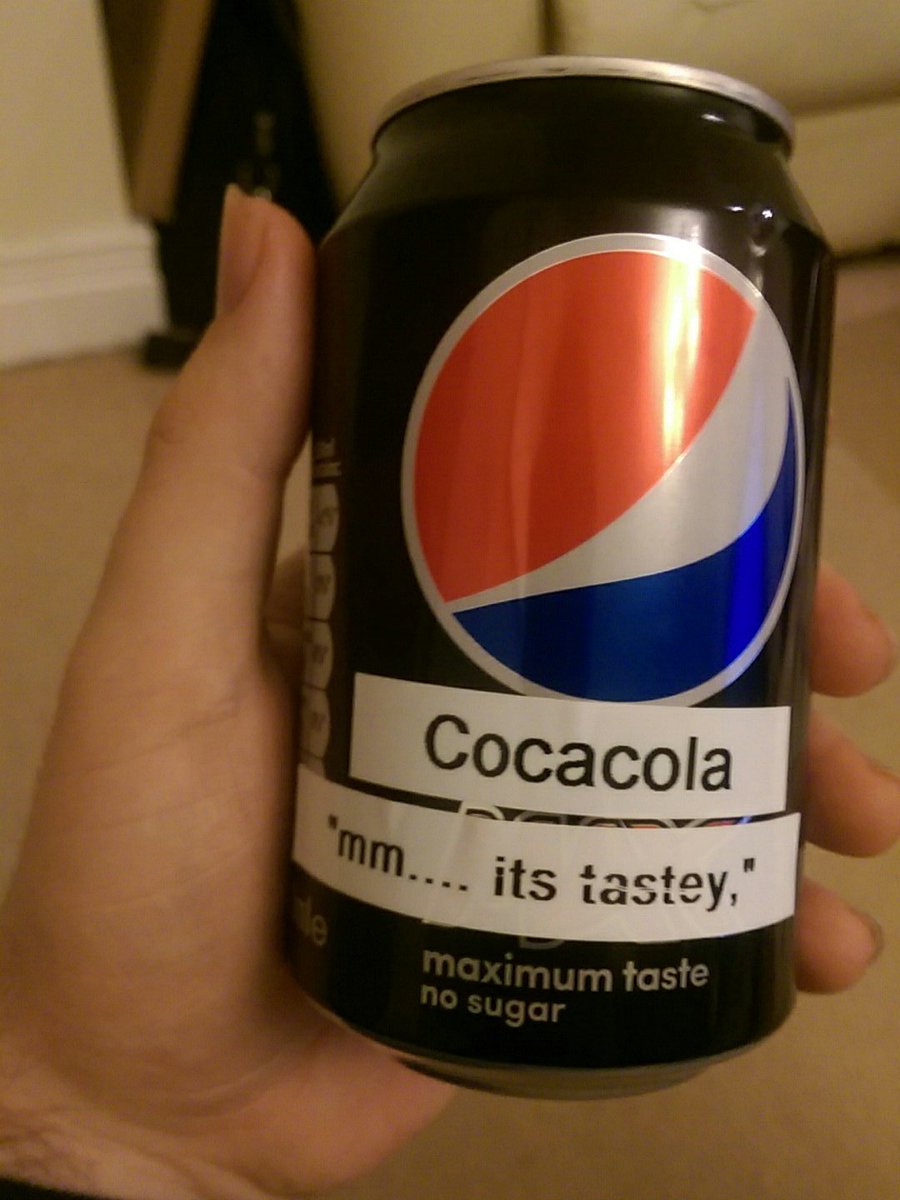 Cocacola
"mm.... its tastey,"
maximum taste
no sugar